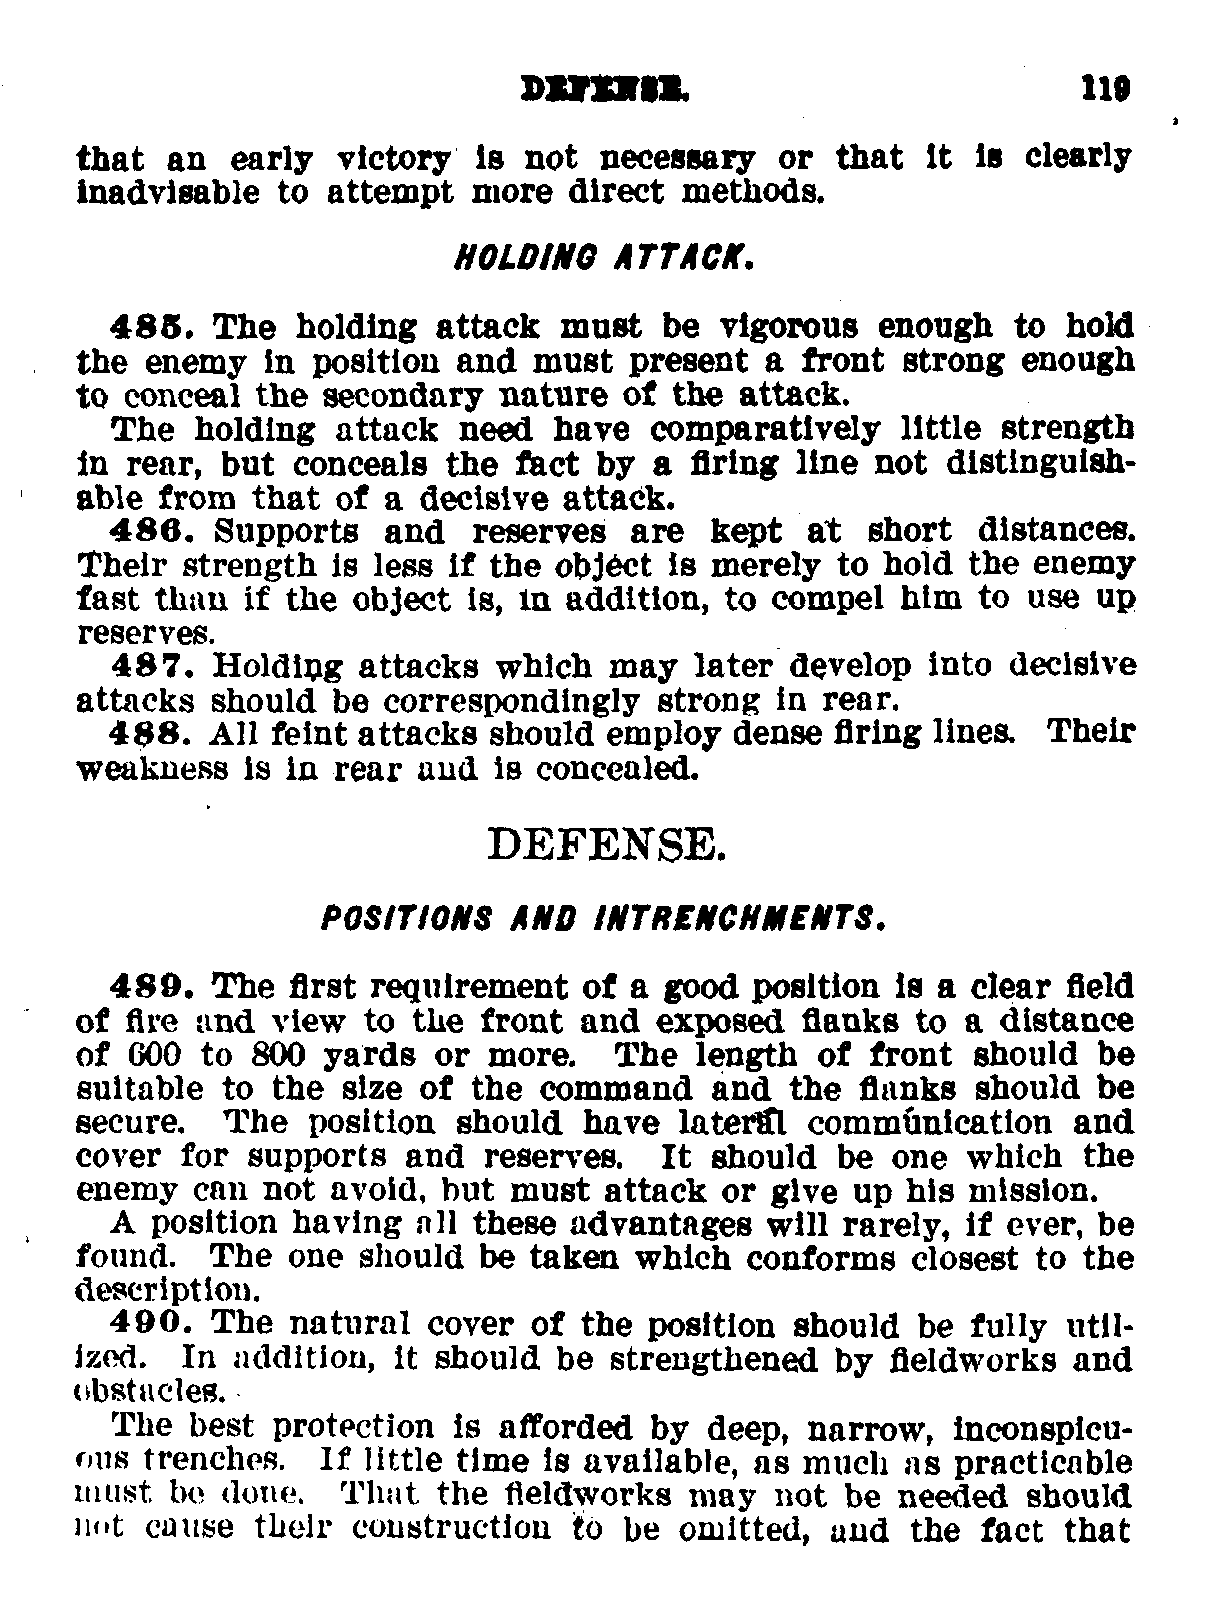 DEFENSE. 119
that an early victory is not necessary or that it is clearly
inadvisable to attempt more direct methods.
HOLDING ATTACK.
485. The holding attack must be vigorous enough to hold
the enemy in position and must present a front strong enough
to conceal the secondary nature of the attack.
The holding attack need have comparatively little strength
in rear, but conceals the fact by a firing line not distinguish-
able from that of a decisive attack.
486. Supports and reserves are kept at short distances.
Their strength is less if the object is merely to hold the enemy
fast than if the object is, in addition, to compel him to use up
reserves.
487. Holding attacks which may later develop into decisive
attacks should be correspondingly strong in rear.
488. All feint attacks should employ dense firing lines. Their
weakness is in rear and is concealed.
DEFENSE.
POSITIONS AND INTRENCHMENTS.
489. The first requirement of a good position is a clear field
of fire and view to the front and exposed flanks to a distance
of 600 to 800 yards or more. The length of front should be
suitable to the size of the command and the flanks should be
secure. The position should have lateral communication and
cover for supports and reserves. It should be one which the
enemy can not avoid, but must attack or give up his mission.
A position having all these advantages will rarely, if ever, be
found. The one should be taken which conforms closest to the
description.
490. The natural cover of the position should be fully util-
ized. In addition, it should be strengthened by fieldworks and
obstacles.
The best protection is afforded by deep, narrow, inconspicu-
ous trenches. If little time is available, as much as practicable
must be done. That the fieldworks may not be needed should
not cause their construction to be omitted, and the fact that